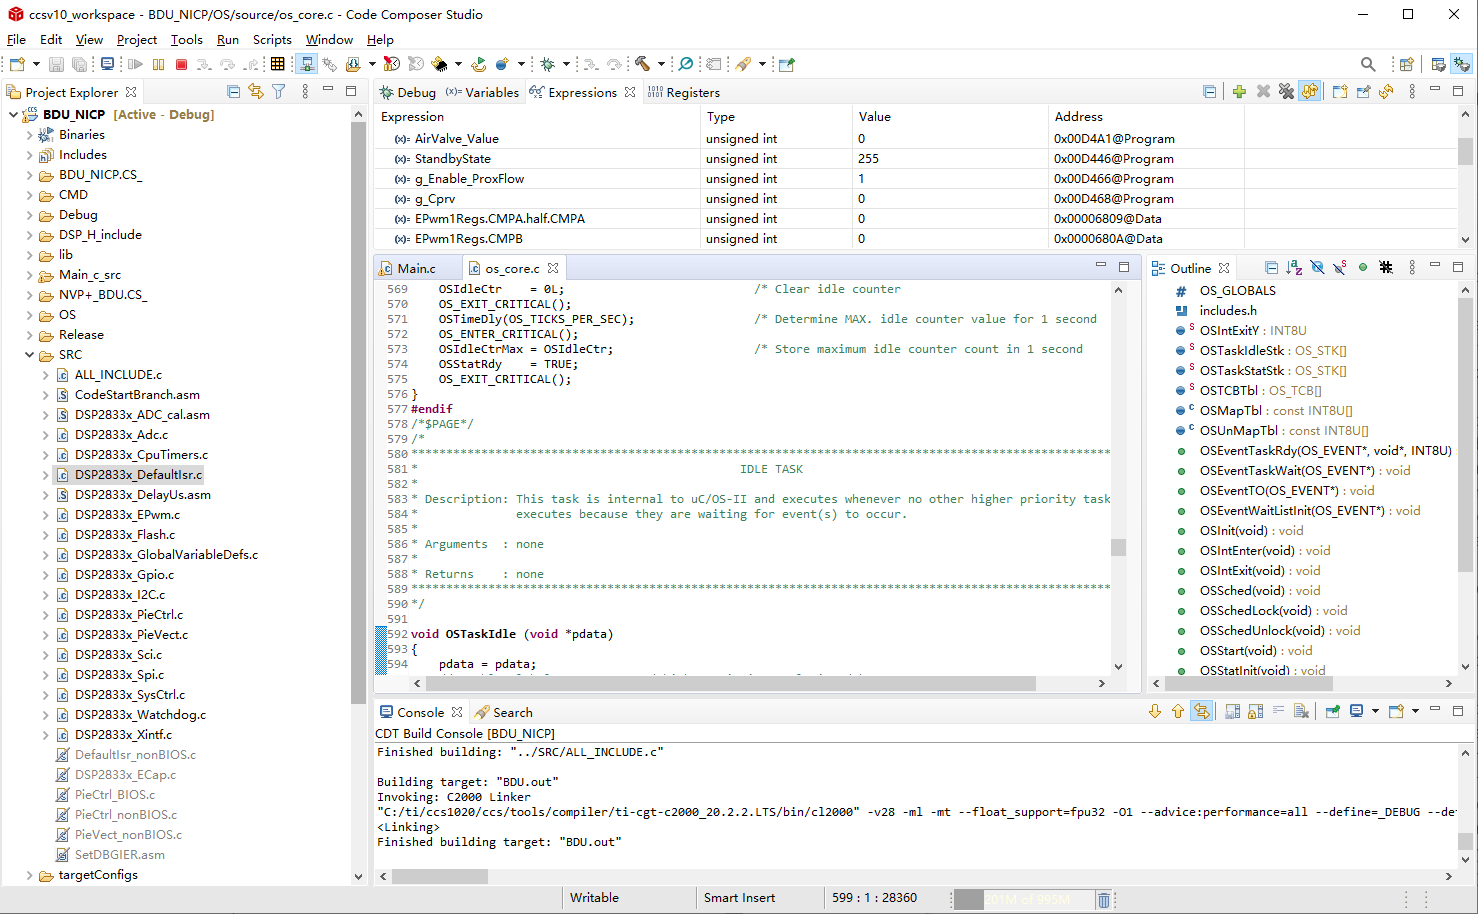 ccsv10_workspace - BDU_NICP/OS/source/os_core.c - Code Composer Studio
File Edit View Project Tools Run Scripts Window Help
Project Explorer
BDU_NICP [Active - Debug]
Binaries
Includes
BDU_NICP.CS_
CMD
Debug
DSP_H_include
lib
Main_c_src
NVP+_BDU.CS_
OS
Release
SRC
ALL_INCLUDE.c
CodeStartBranch.asm
DSP2833x_ADC_cal.asm
DSP2833x_Adc.c
DSP2833x_CpuTimers.c
DSP2833x_DefaultIsr.c
DSP2833x_DelayUs.asm
DSP2833x_EPwm.c
DSP2833x_Flash.c
DSP2833x_GlobalVariableDefs.c
DSP2833x_Gpio.c
DSP2833x_I2C.c
DSP2833x_PieCtrl.c
DSP2833x_PieVect.c
DSP2833x_Sci.c
DSP2833x_Spi.c
DSP2833x_SysCtrl.c
DSP2833x_Watchdog.c
DSP2833x_Xintf.c
DefaultIsr_nonBIOS.c
DSP2833x_ECap.c
PieCtrl_BIOS.c
PieCtrl_nonBIOS.c
PieVect_nonBIOS.c
SetDBGIER.asm
targetConfigs
Debug (x)= Variables Expressions Registers
Expression Type Value Address
(x)= AirValve_Value unsigned int 0 0x00D4A1@Program
(x)= StandbyState unsigned int 255 0x00D446@Program
(x)= g_Enable_ProxFlow unsigned int 1 0x00D466@Program
(x)= g_Cprv unsigned int 0 0x00D468@Program
(x)= EPwm1Regs.CMPA.half.CMPA unsigned int 0 0x00006809@Data
(x)= EPwm1Regs.CMPB unsigned int 0 0x0000680A@Data
Main.c os_core.c
569 OSIdleCtr = 0L; /* Clear idle counter
570 OS_EXIT_CRITICAL();
571 OSTimeDly(OS_TICKS_PER_SEC); /* Determine MAX. idle counter value for 1 second
572 OS_ENTER_CRITICAL();
573 OSIdleCtrMax = OSIdleCtr; /* Store maximum idle counter count in 1 second
574 OSStatRdy = TRUE;
575 OS_EXIT_CRITICAL();
576 }
577 #endif
578 /*$PAGE*/
579 /*
580 ****************************************************************************************************
581 * IDLE TASK
582 *
583 * Description: This task is internal to uC/OS-II and executes whenever no other higher priority task
584 * executes because they are waiting for event(s) to occur.
585 *
586 * Arguments : none
587 *
588 * Returns : none
589 ****************************************************************************************************
590 */
591
592 void OSTaskIdle (void *pdata)
593 {
594 pdata = pdata;
Outline
OS_GLOBALS
includes.h
OSIntExitY : INT8U
OSTaskIdleStk : OS_STK[]
OSTaskStatStk : OS_STK[]
OSTCBTbl : OS_TCB[]
OSMapTbl : const INT8U[]
OSUnMapTbl : const INT8U[]
OSEventTaskRdy(OS_EVENT*, void*, INT8U)
OSEventTaskWait(OS_EVENT*) : void
OSEventTO(OS_EVENT*) : void
OSEventWaitListInit(OS_EVENT*) : void
OSInit(void) : void
OSIntEnter(void) : void
OSIntExit(void) : void
OSSched(void) : void
OSSchedLock(void) : void
OSSchedUnlock(void) : void
OSStart(void) : void
OSStatInit(void) : void
Console Search
CDT Build Console [BDU_NICP]
Finished building: "../SRC/ALL_INCLUDE.c"
Building target: "BDU.out"
Invoking: C2000 Linker
"C:/ti/ccs1020/ccs/tools/compiler/ti-cgt-c2000_20.2.2.LTS/bin/cl2000" -v28 -ml -mt --float_support=fpu32 -O1 --advice:performance=all --define=_DEBUG --de
<Linking>
Finished building target: "BDU.out"
Writable Smart Insert 599 : 1 : 28360 201M of 995M